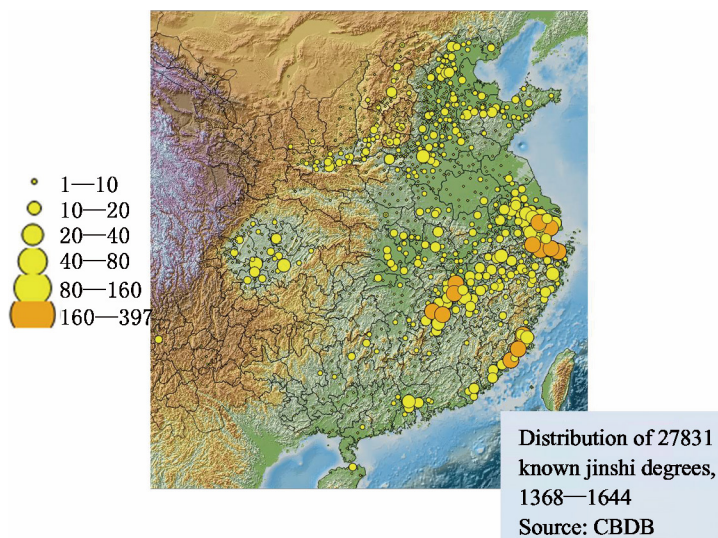 1—10
10—20
20—40
40—80
80—160
160—397
Distribution of 27831
known jinshi degrees,
1368—1644
Source: CBDB